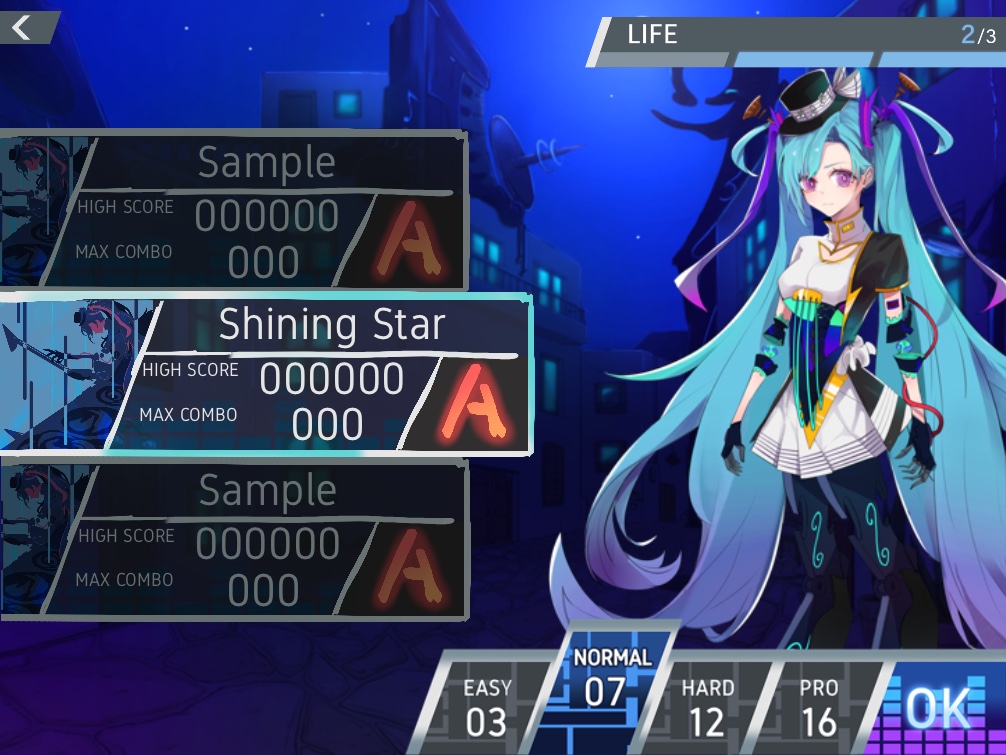 LIFE 2/3
Sample
HIGH SCORE 000000
MAX COMBO 000
A
Shining Star
HIGH SCORE 000000
MAX COMBO 000
A
Sample
HIGH SCORE 000000
MAX COMBO 000
A
EASY 03
NORMAL 07
HARD 12
PRO 16
OK